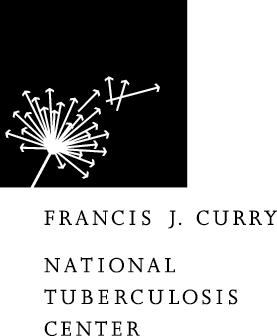 FRANCIS J. CURRY
NATIONAL
TUBERCULOSIS
CENTER